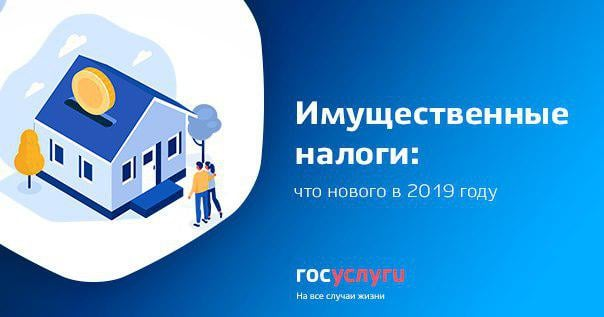 Имущественные
налоги:
что нового в 2019 году
госуслуги
На все случаи жизни